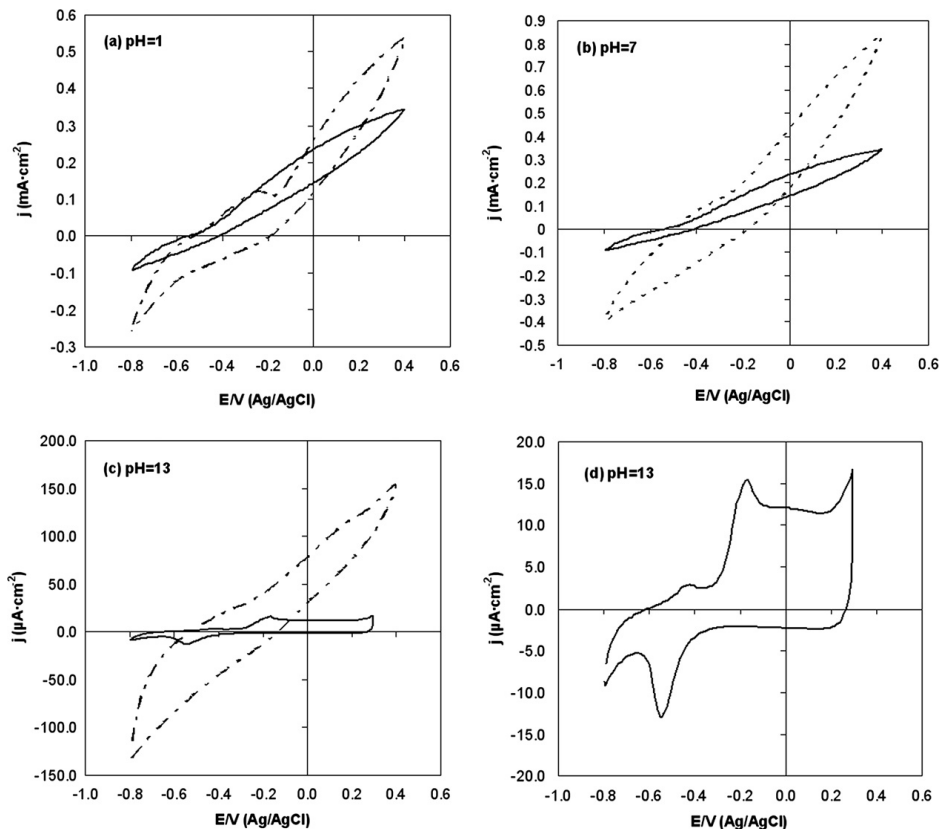 (a) pH=1
j (mA·cm-2)
0.6
0.5
0.4
0.3
0.2
0.1
0.0
-0.1
-0.2
-0.3
-1.0 -0.8 -0.6 -0.4 -0.2 0.0 0.2 0.4 0.6
E/V (Ag/AgCl)
(b) pH=7
j (mA·cm-2)
0.9
0.8
0.7
0.6
0.5
0.4
0.3
0.2
0.1
0
-0.1
-0.2
-0.3
-0.4
-0.5
-1 -0.8 -0.6 -0.4 -0.2 0 0.2 0.4 0.6
E/V (Ag/AgCl)
(c) pH=13
j (µA·cm-2)
200.0
150.0
100.0
50.0
0.0
-50.0
-100.0
-150.0
-1.0 -0.8 -0.6 -0.4 -0.2 0.0 0.2 0.4 0.6
E/V (Ag/AgCl)
(d) pH=13
j (µA·cm-2)
20.0
15.0
10.0
5.0
0.0
-5.0
-10.0
-15.0
-20.0
-1.0 -0.8 -0.6 -0.4 -0.2 0.0 0.2 0.4 0.6
E/V (Ag/AgCl)